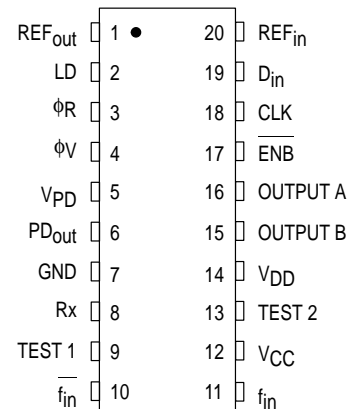 REFout 1 20 REFin
LD 2 19 Din
ϕR 3 18 CLK
ϕV 4 17 E̅N̅B̅
VPD 5 16 OUTPUT A
PDout 6 15 OUTPUT B
GND 7 14 VDD
Rx 8 13 TEST 2
TEST 1 9 12 VCC
f̅i̅n̅ 10 11 fin